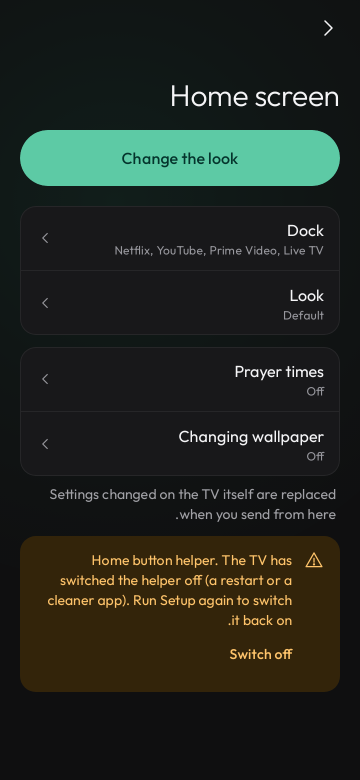 Home screen
Change the look
Dock
Netflix, YouTube, Prime Video, Live TV
Look
Default
Prayer times
Off
Changing wallpaper
Off
Settings changed on the TV itself are replaced
.when you send from here
Home button helper. The TV has
switched the helper off (a restart or a
cleaner app). Run Setup again to switch
.it back on
Switch off